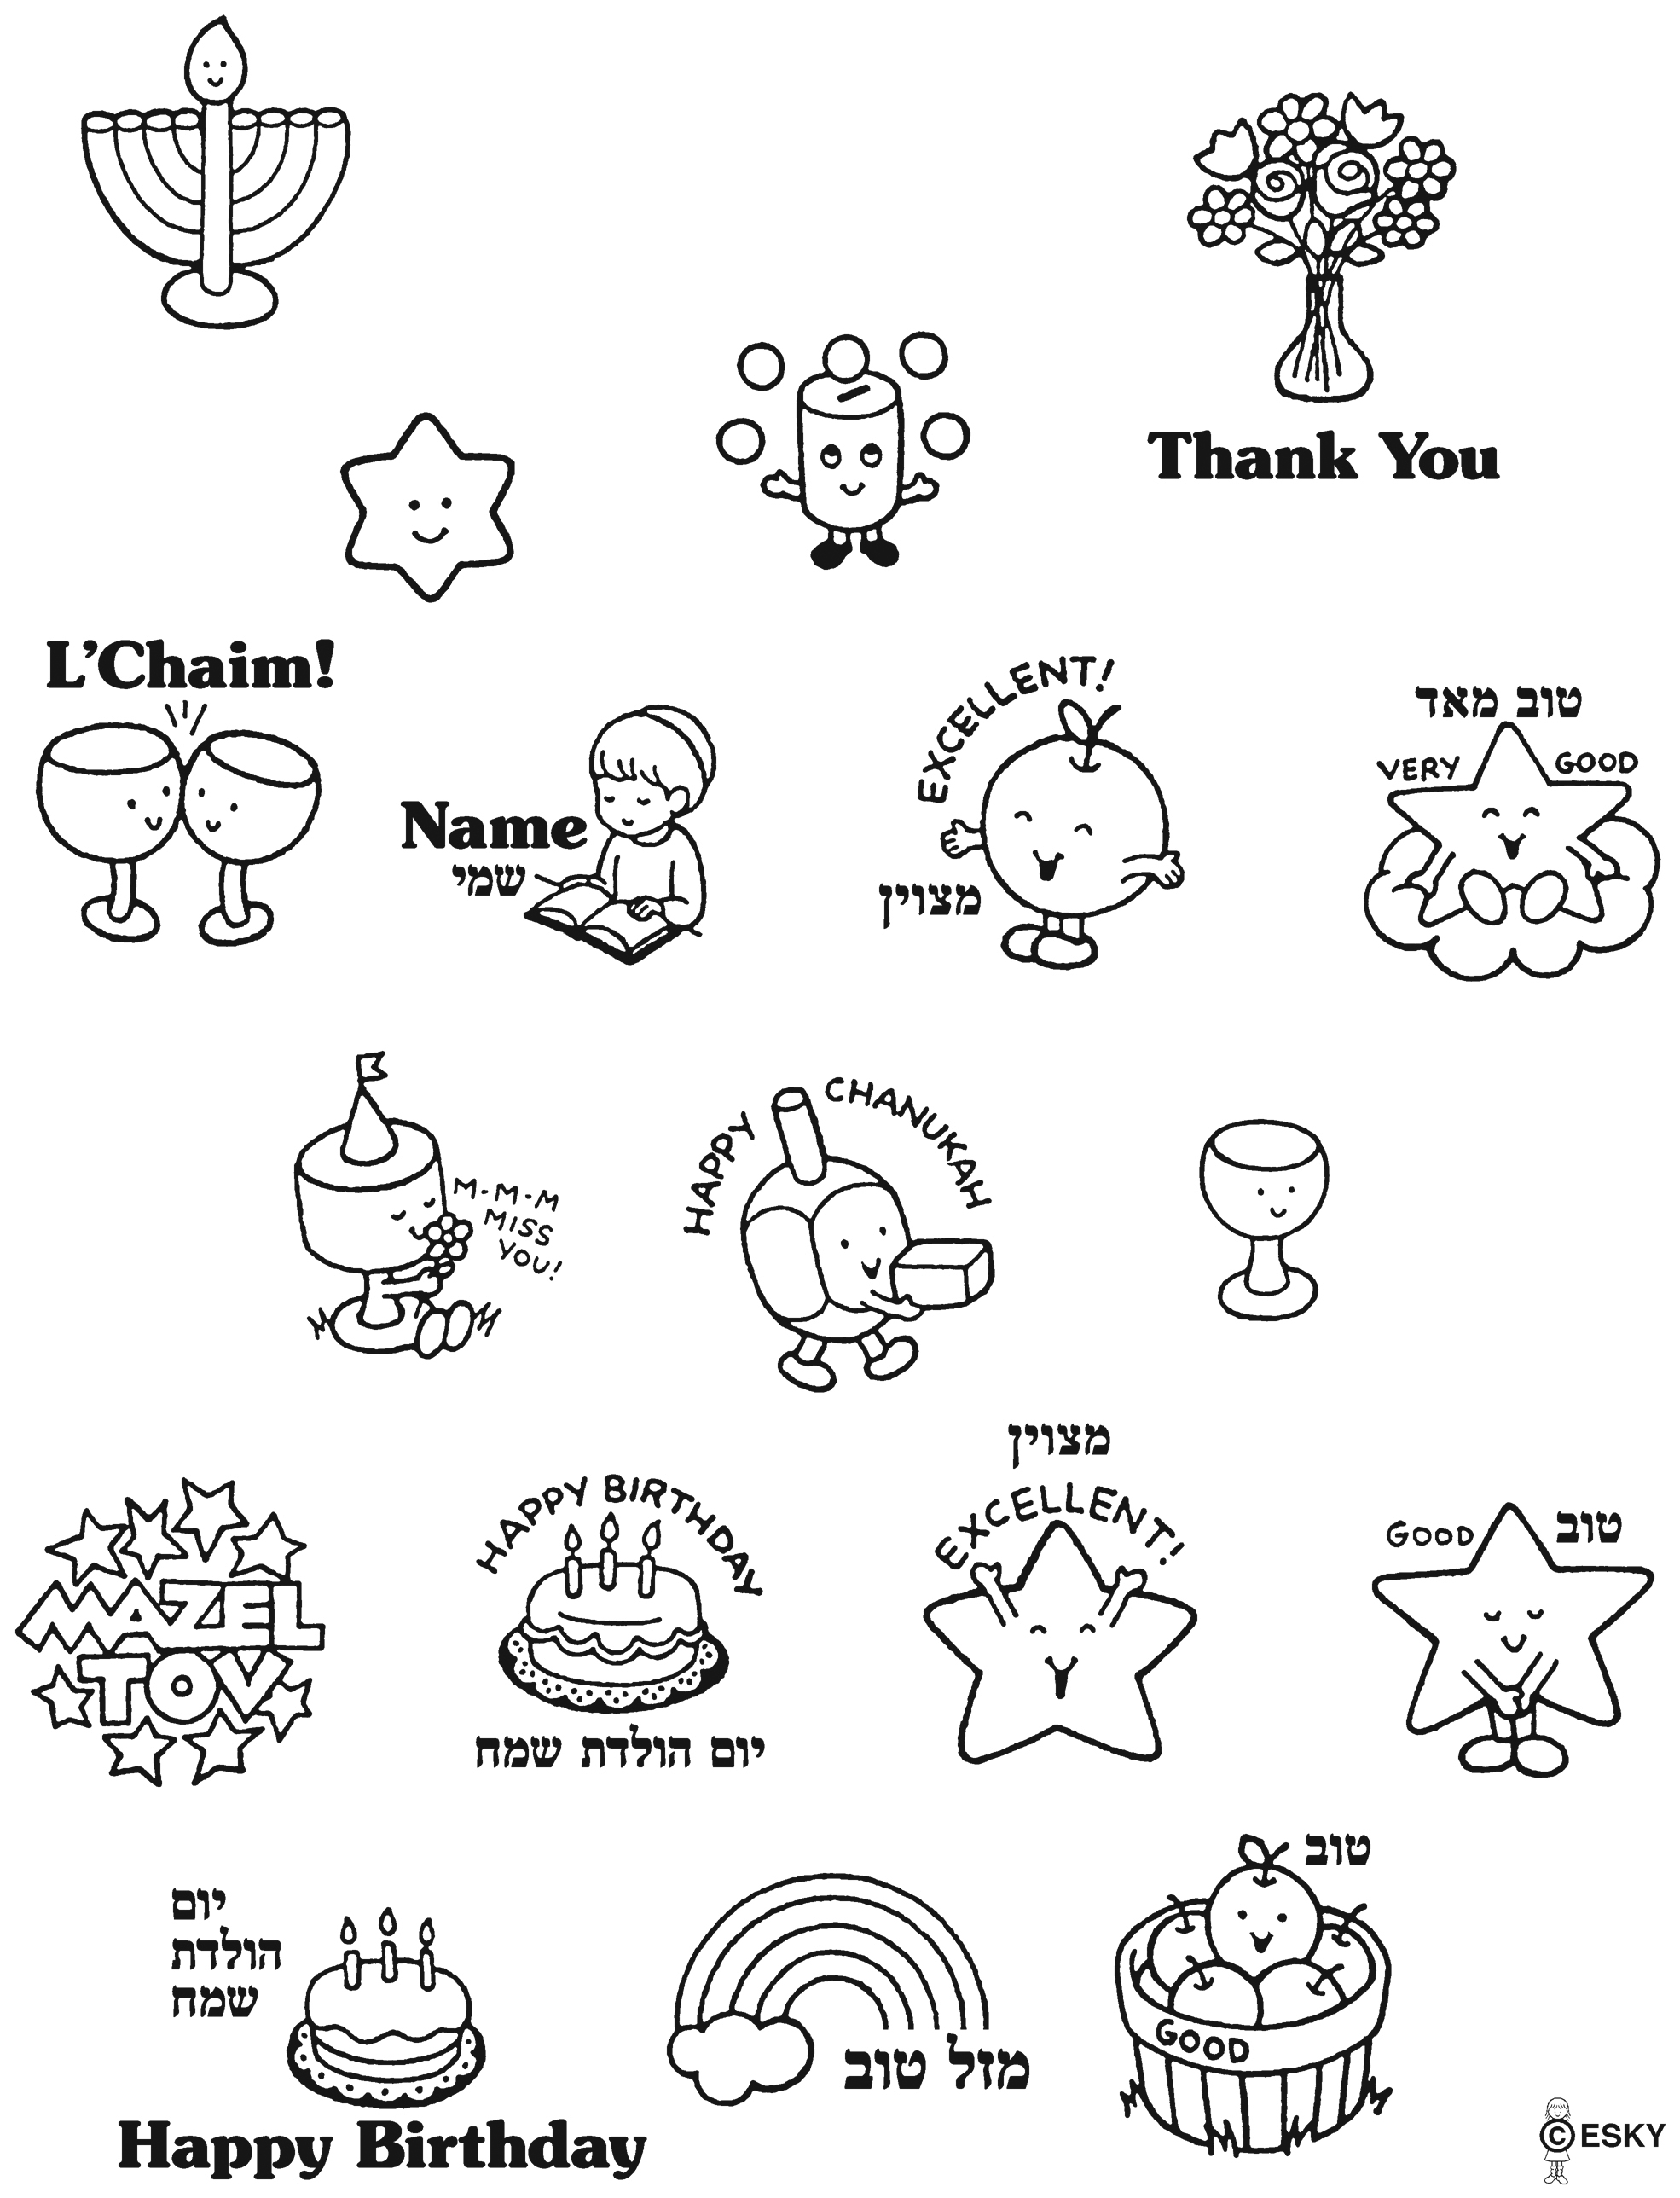 Thank You
L'Chaim!
Name
שמי
EXCELLENT!
מצוין
טוב מאד
VERY GOOD
M-M-M
MISS
YOU!
HAPPY CHANUKAH
MAZEL
TOV
HAPPY BIRTHDAY
יום הולדת שמח
מצוין
EXCELLENT!
GOOD טוב
יום
הולדת
שמח
Happy Birthday
מזל טוב
טוב
GOOD
© ESKY